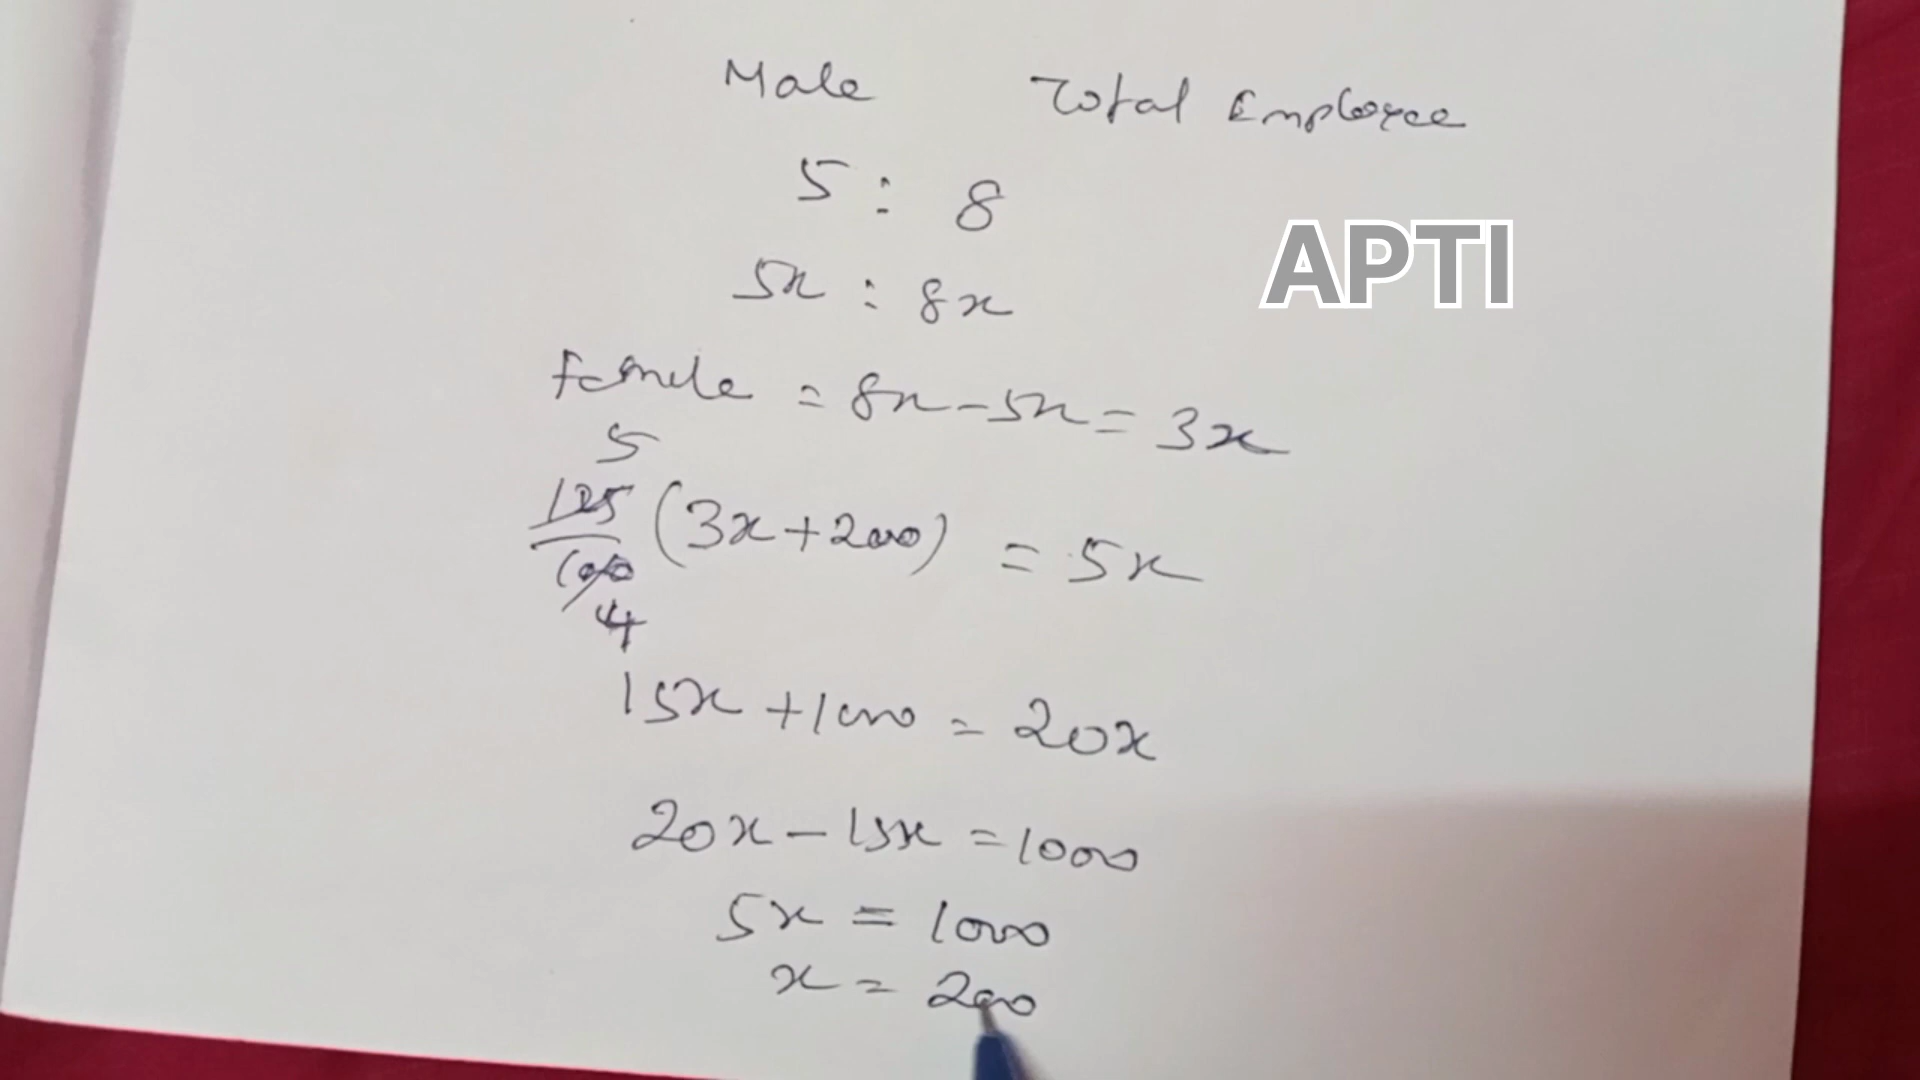 Male Total Employee
5 : 8
APTI
5x : 8x
Female = 8x - 5x = 3x
5
125/100 (3x + 200) = 5x
4
15x + 1000 = 20x
20x - 15x = 1000
5x = 1000
x = 200